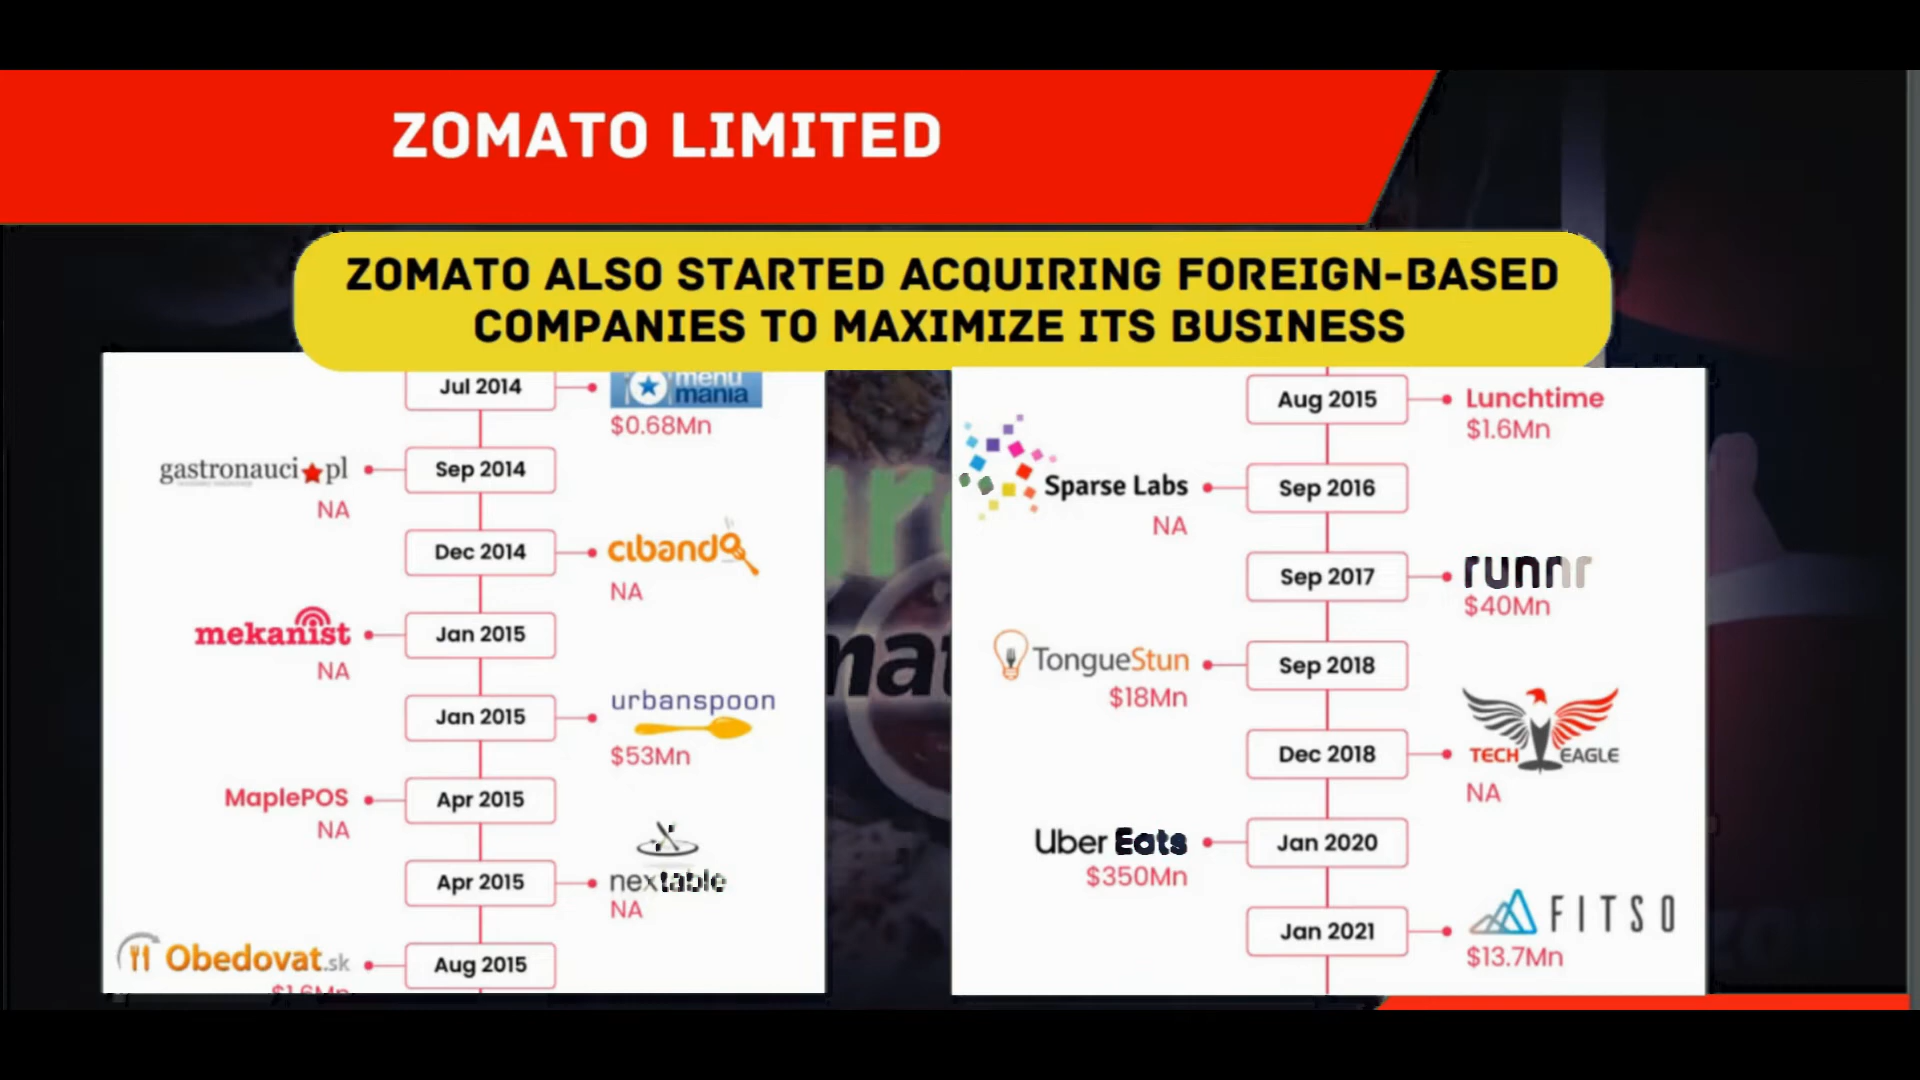 ZOMATO LIMITED
ZOMATO ALSO STARTED ACQUIRING FOREIGN-BASED
COMPANIES TO MAXIMIZE ITS BUSINESS
Jul 2014
menu
mania
$0.68Mn
gastronauci pl
Sep 2014
NA
Dec 2014
cibando
NA
mekanist
Jan 2015
NA
Jan 2015
urbanspoon
$53Mn
MaplePOS
Apr 2015
NA
Apr 2015
nextable
NA
Obedovat.sk
Aug 2015
$1.6Mn
Aug 2015
Lunchtime
$1.6Mn
Sparse Labs
Sep 2016
NA
Sep 2017
runnr
$40Mn
TongueStun
Sep 2018
$18Mn
Dec 2018
TECH EAGLE
NA
Uber Eats
Jan 2020
$350Mn
Jan 2021
FITSO
$13.7Mn